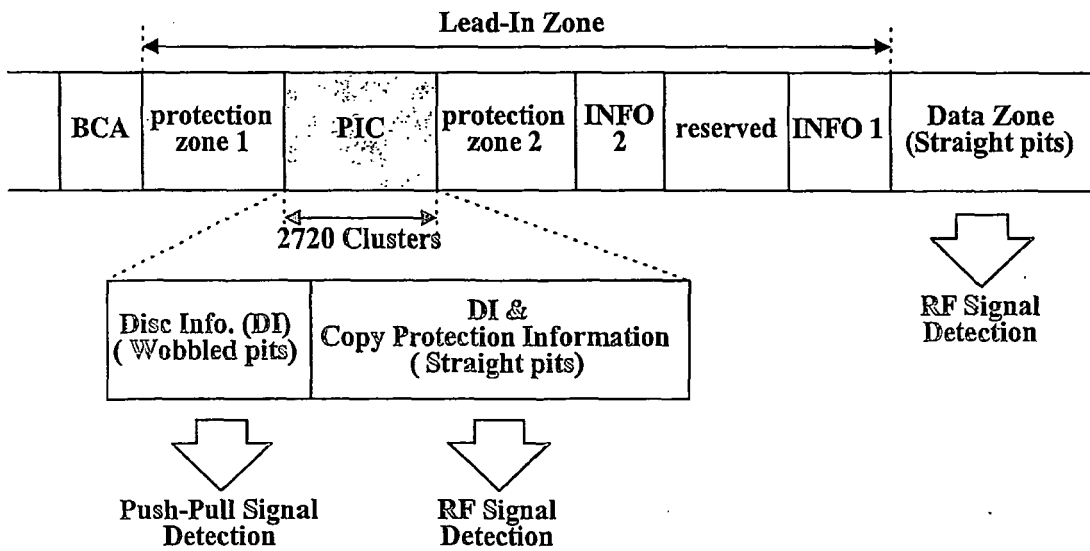 Lead-In Zone
BCA
protection
zone 1
PIC
protection
zone 2
INFO
2
reserved
INFO 1
Data Zone
(Straight pits)
2720 Clusters
Disc Info. (DI)
( Wobbled pits)
DI &
Copy Protection Information
( Straight pits)
RF Signal
Detection
Push-Pull Signal
Detection
RF Signal
Detection